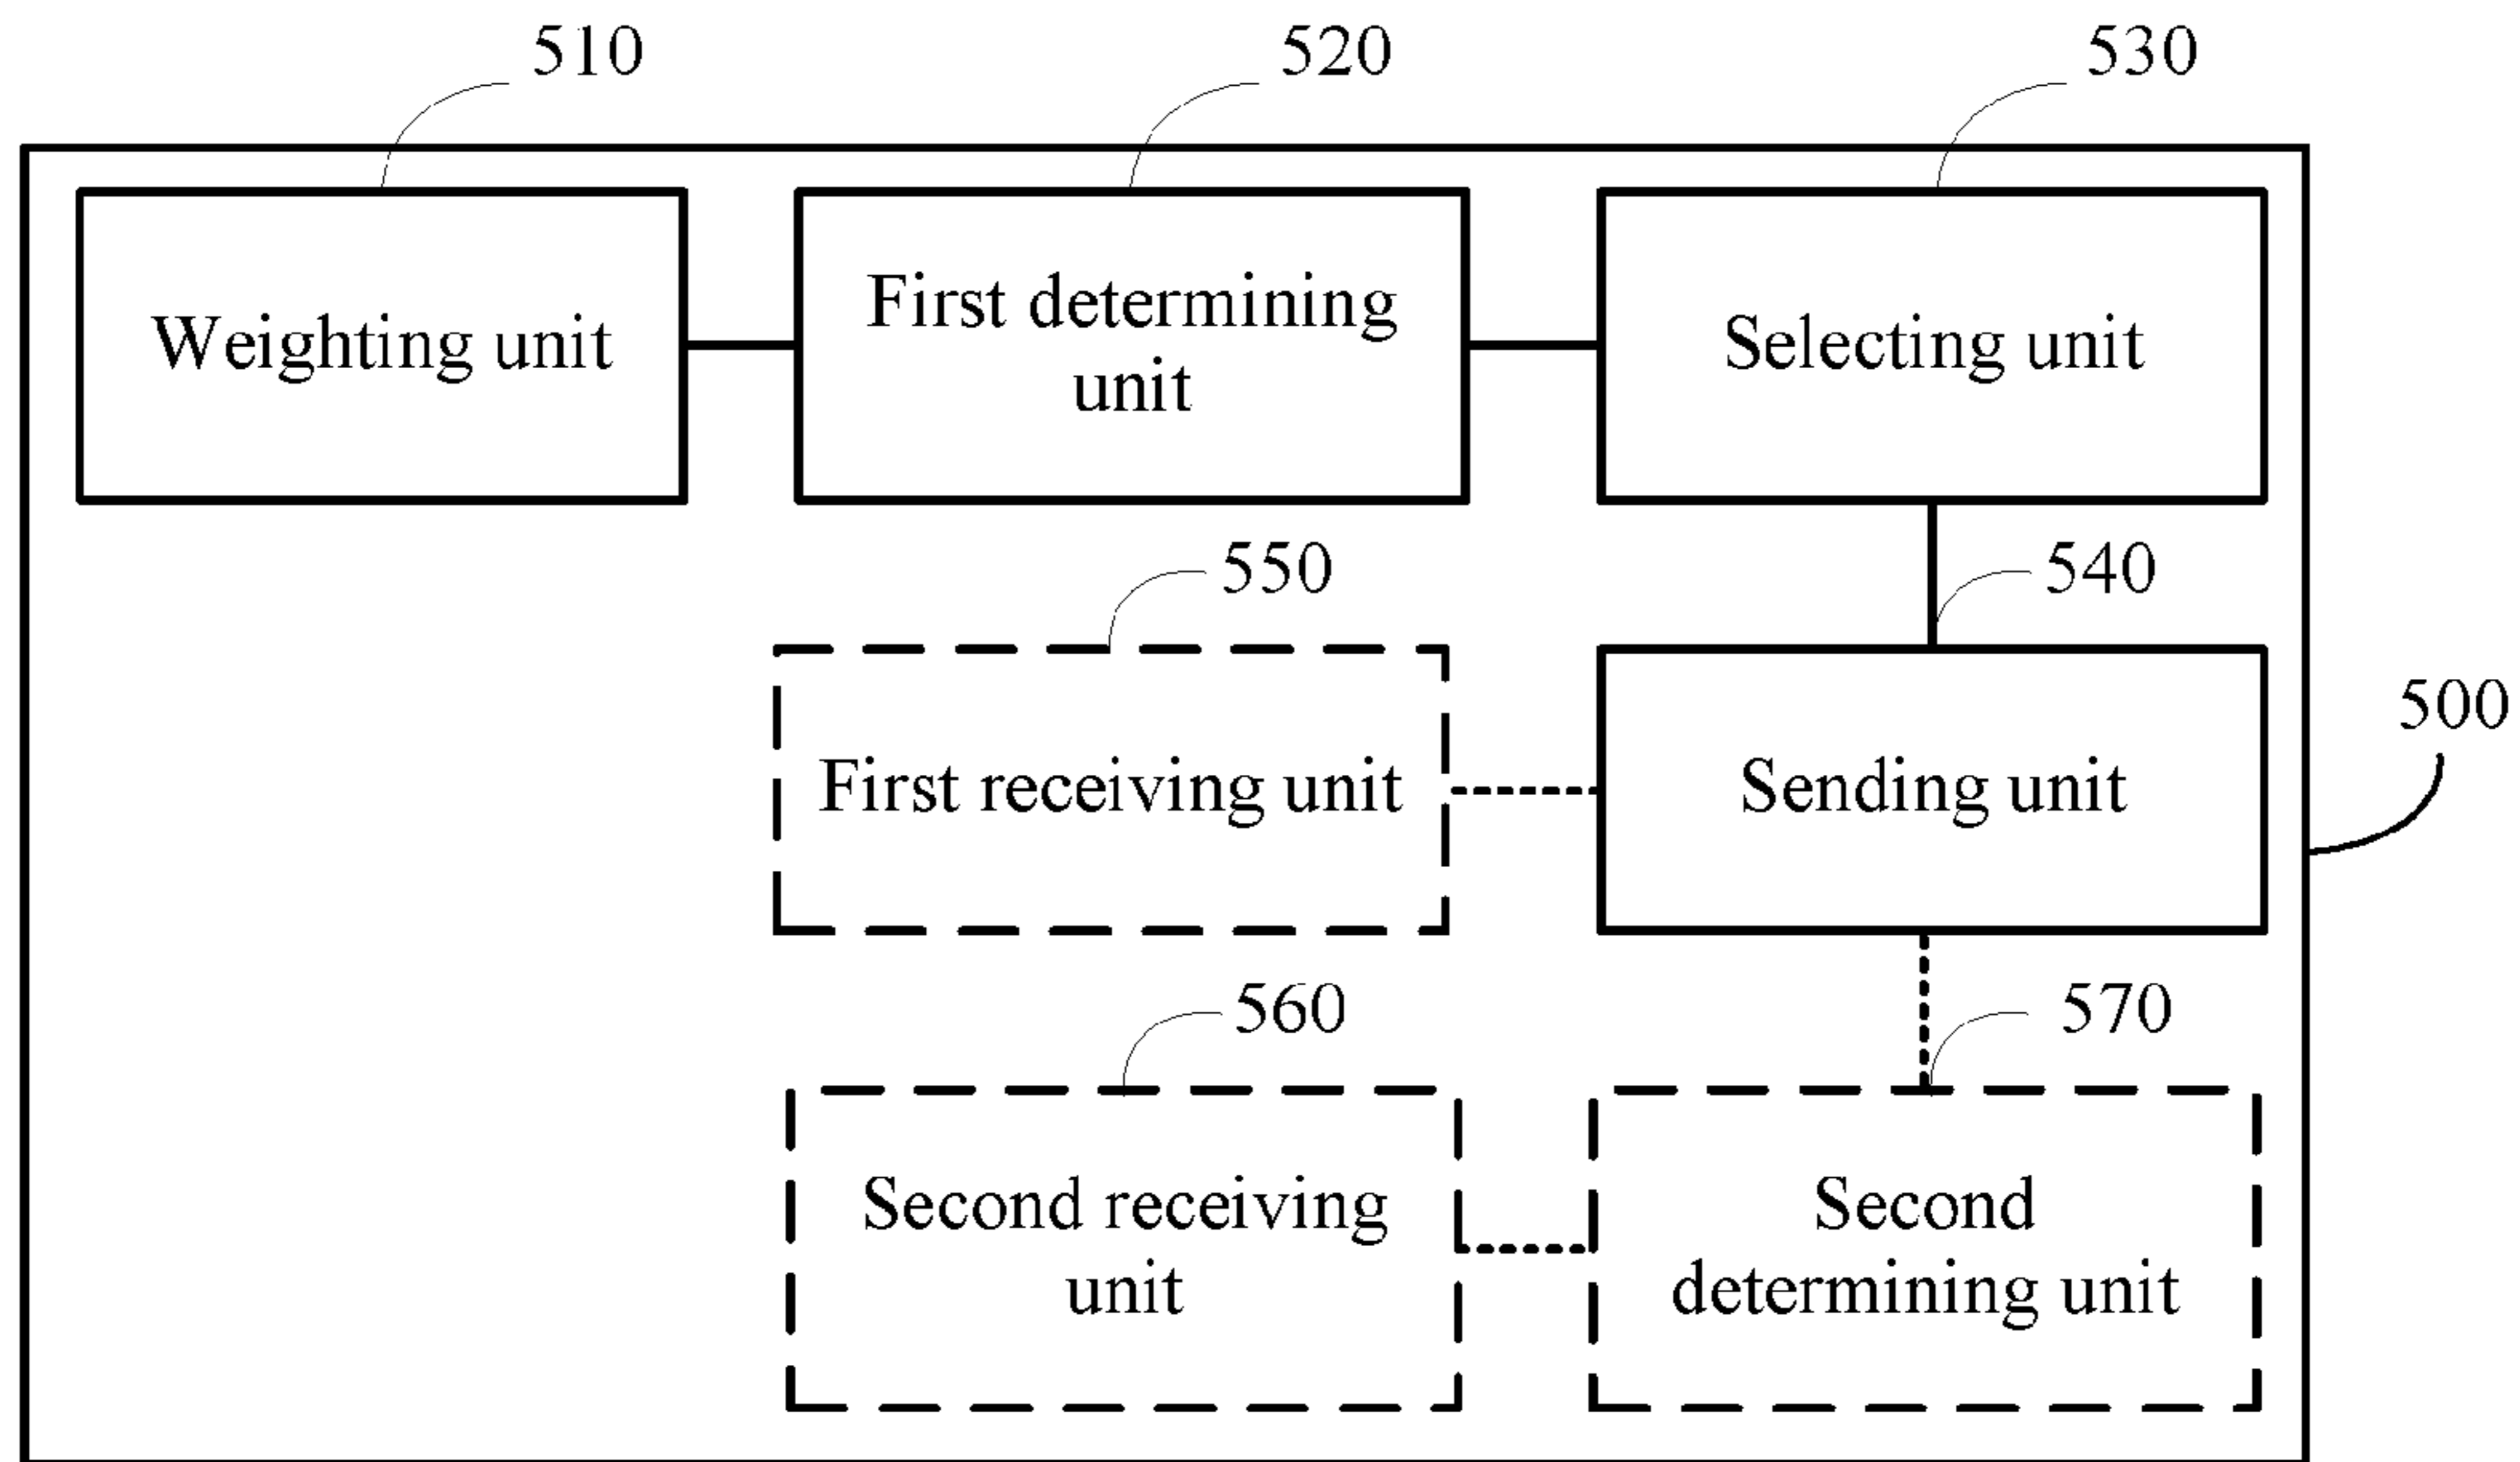 510
520
530
Weighting unit
First determining
unit
Selecting unit
550
540
First receiving unit
Sending unit
500
560
570
Second receiving
unit
Second
determining unit